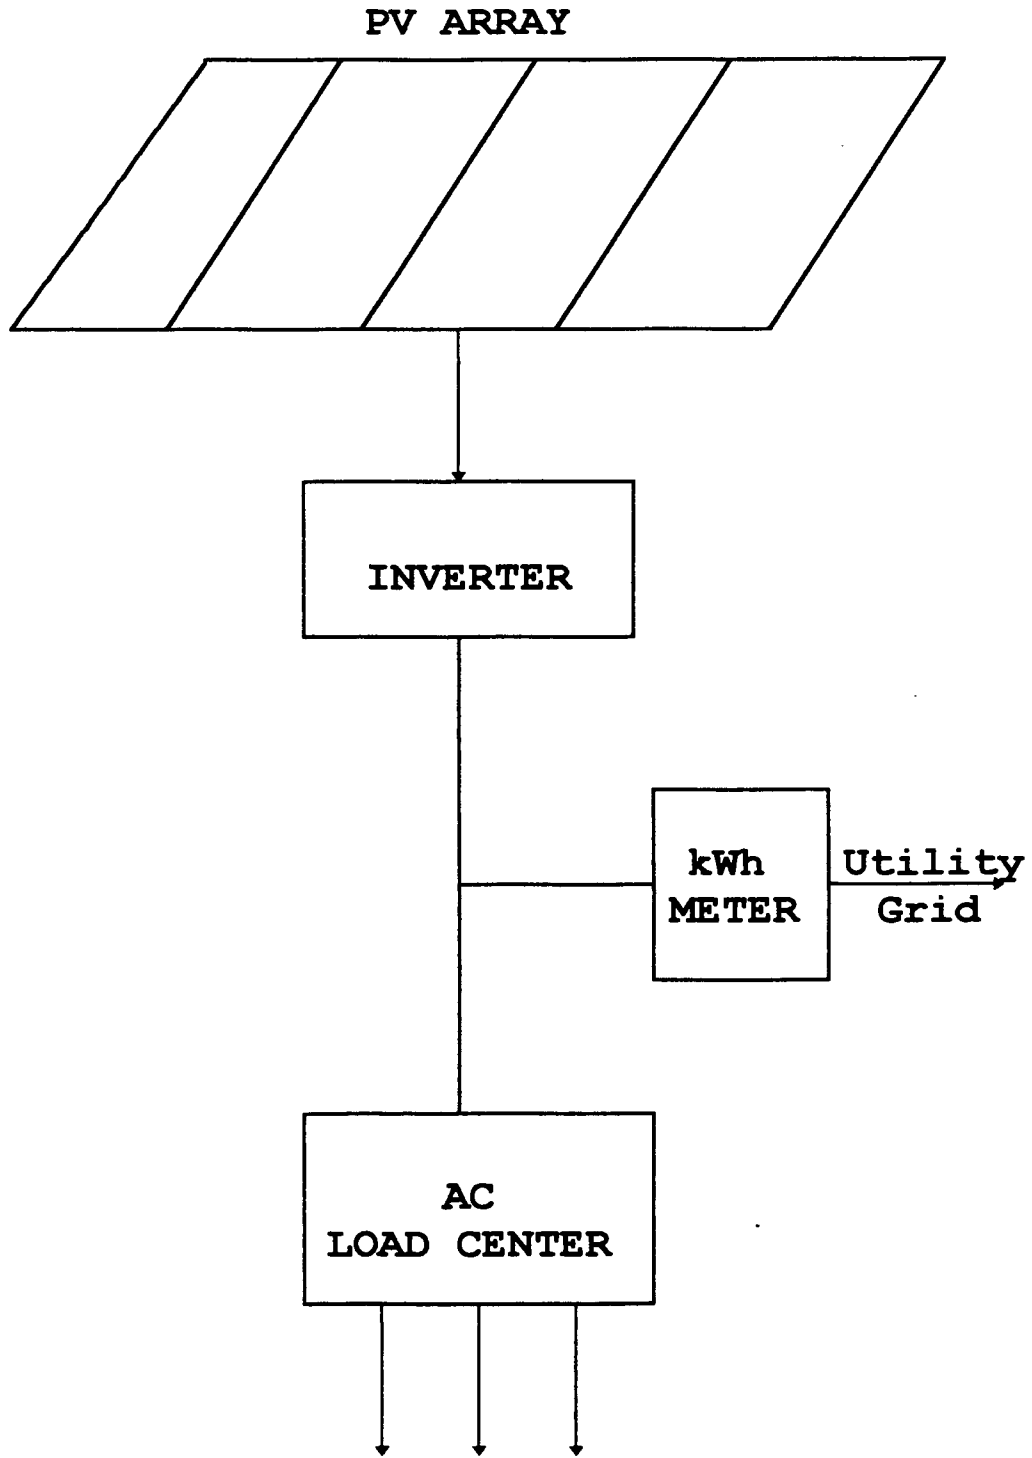 PV ARRAY
INVERTER
kWh
METER
Utility
Grid
AC
LOAD CENTER